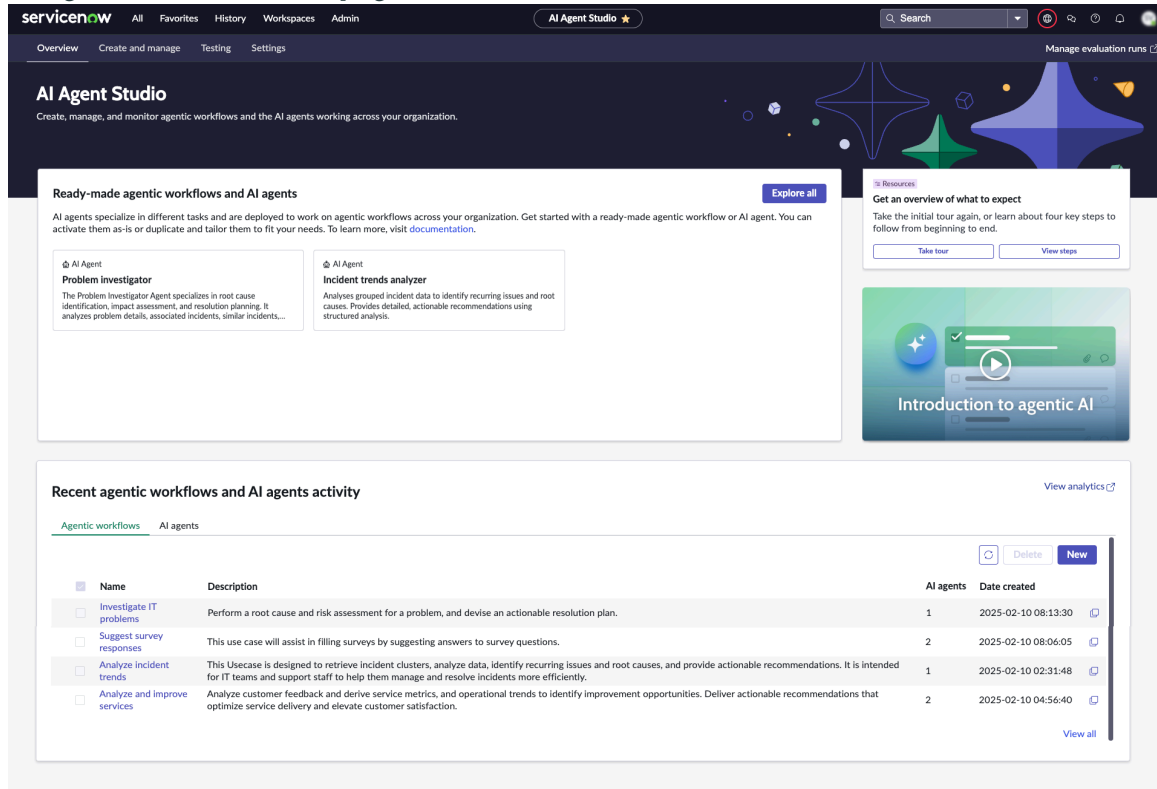 servicenow All Favorites History Workspaces Admin AI Agent Studio Search
Overview Create and manage Testing Settings Manage evaluation runs
AI Agent Studio
Create, manage, and monitor agentic workflows and the AI agents working across your organization.
Ready-made agentic workflows and AI agents
Explore all
AI agents specialize in different tasks and are deployed to work on agentic workflows across your organization. Get started with a ready-made agentic workflow or AI agent. You can
activate them as-is or duplicate and tailor them to fit your needs. To learn more, visit documentation.
AI Agent
Problem investigator
The Problem Investigator Agent specializes in root cause
identification, impact assessment, and resolution planning. It
analyzes problem details, associated incidents, similar incidents,...
AI Agent
Incident trends analyzer
Analyses grouped incident data to identify recurring issues and root
causes. Provides detailed, actionable recommendations using
structured analysis.
Resources
Get an overview of what to expect
Take the initial tour again, or learn about four key steps to
follow from beginning to end.
Take tour View steps
Introduction to agentic AI
Recent agentic workflows and AI agents activity
View analytics
Agentic workflows AI agents
Delete New
Name Description AI agents Date created
Investigate IT
problems
Perform a root cause and risk assessment for a problem, and devise an actionable resolution plan. 1 2025-02-10 08:13:30
Suggest survey
responses
This use case will assist in filling surveys by suggesting answers to survey questions. 2 2025-02-10 08:06:05
Analyze incident
trends
This Usecase is designed to retrieve incident clusters, analyze data, identify recurring issues and root causes, and provide actionable recommendations. It is intended
for IT teams and support staff to help them manage and resolve incidents more efficiently.
1 2025-02-10 02:31:48
Analyze and improve
services
Analyze customer feedback and derive service metrics, and operational trends to identify improvement opportunities. Deliver actionable recommendations that
optimize service delivery and elevate customer satisfaction.
2 2025-02-10 04:56:40
View all